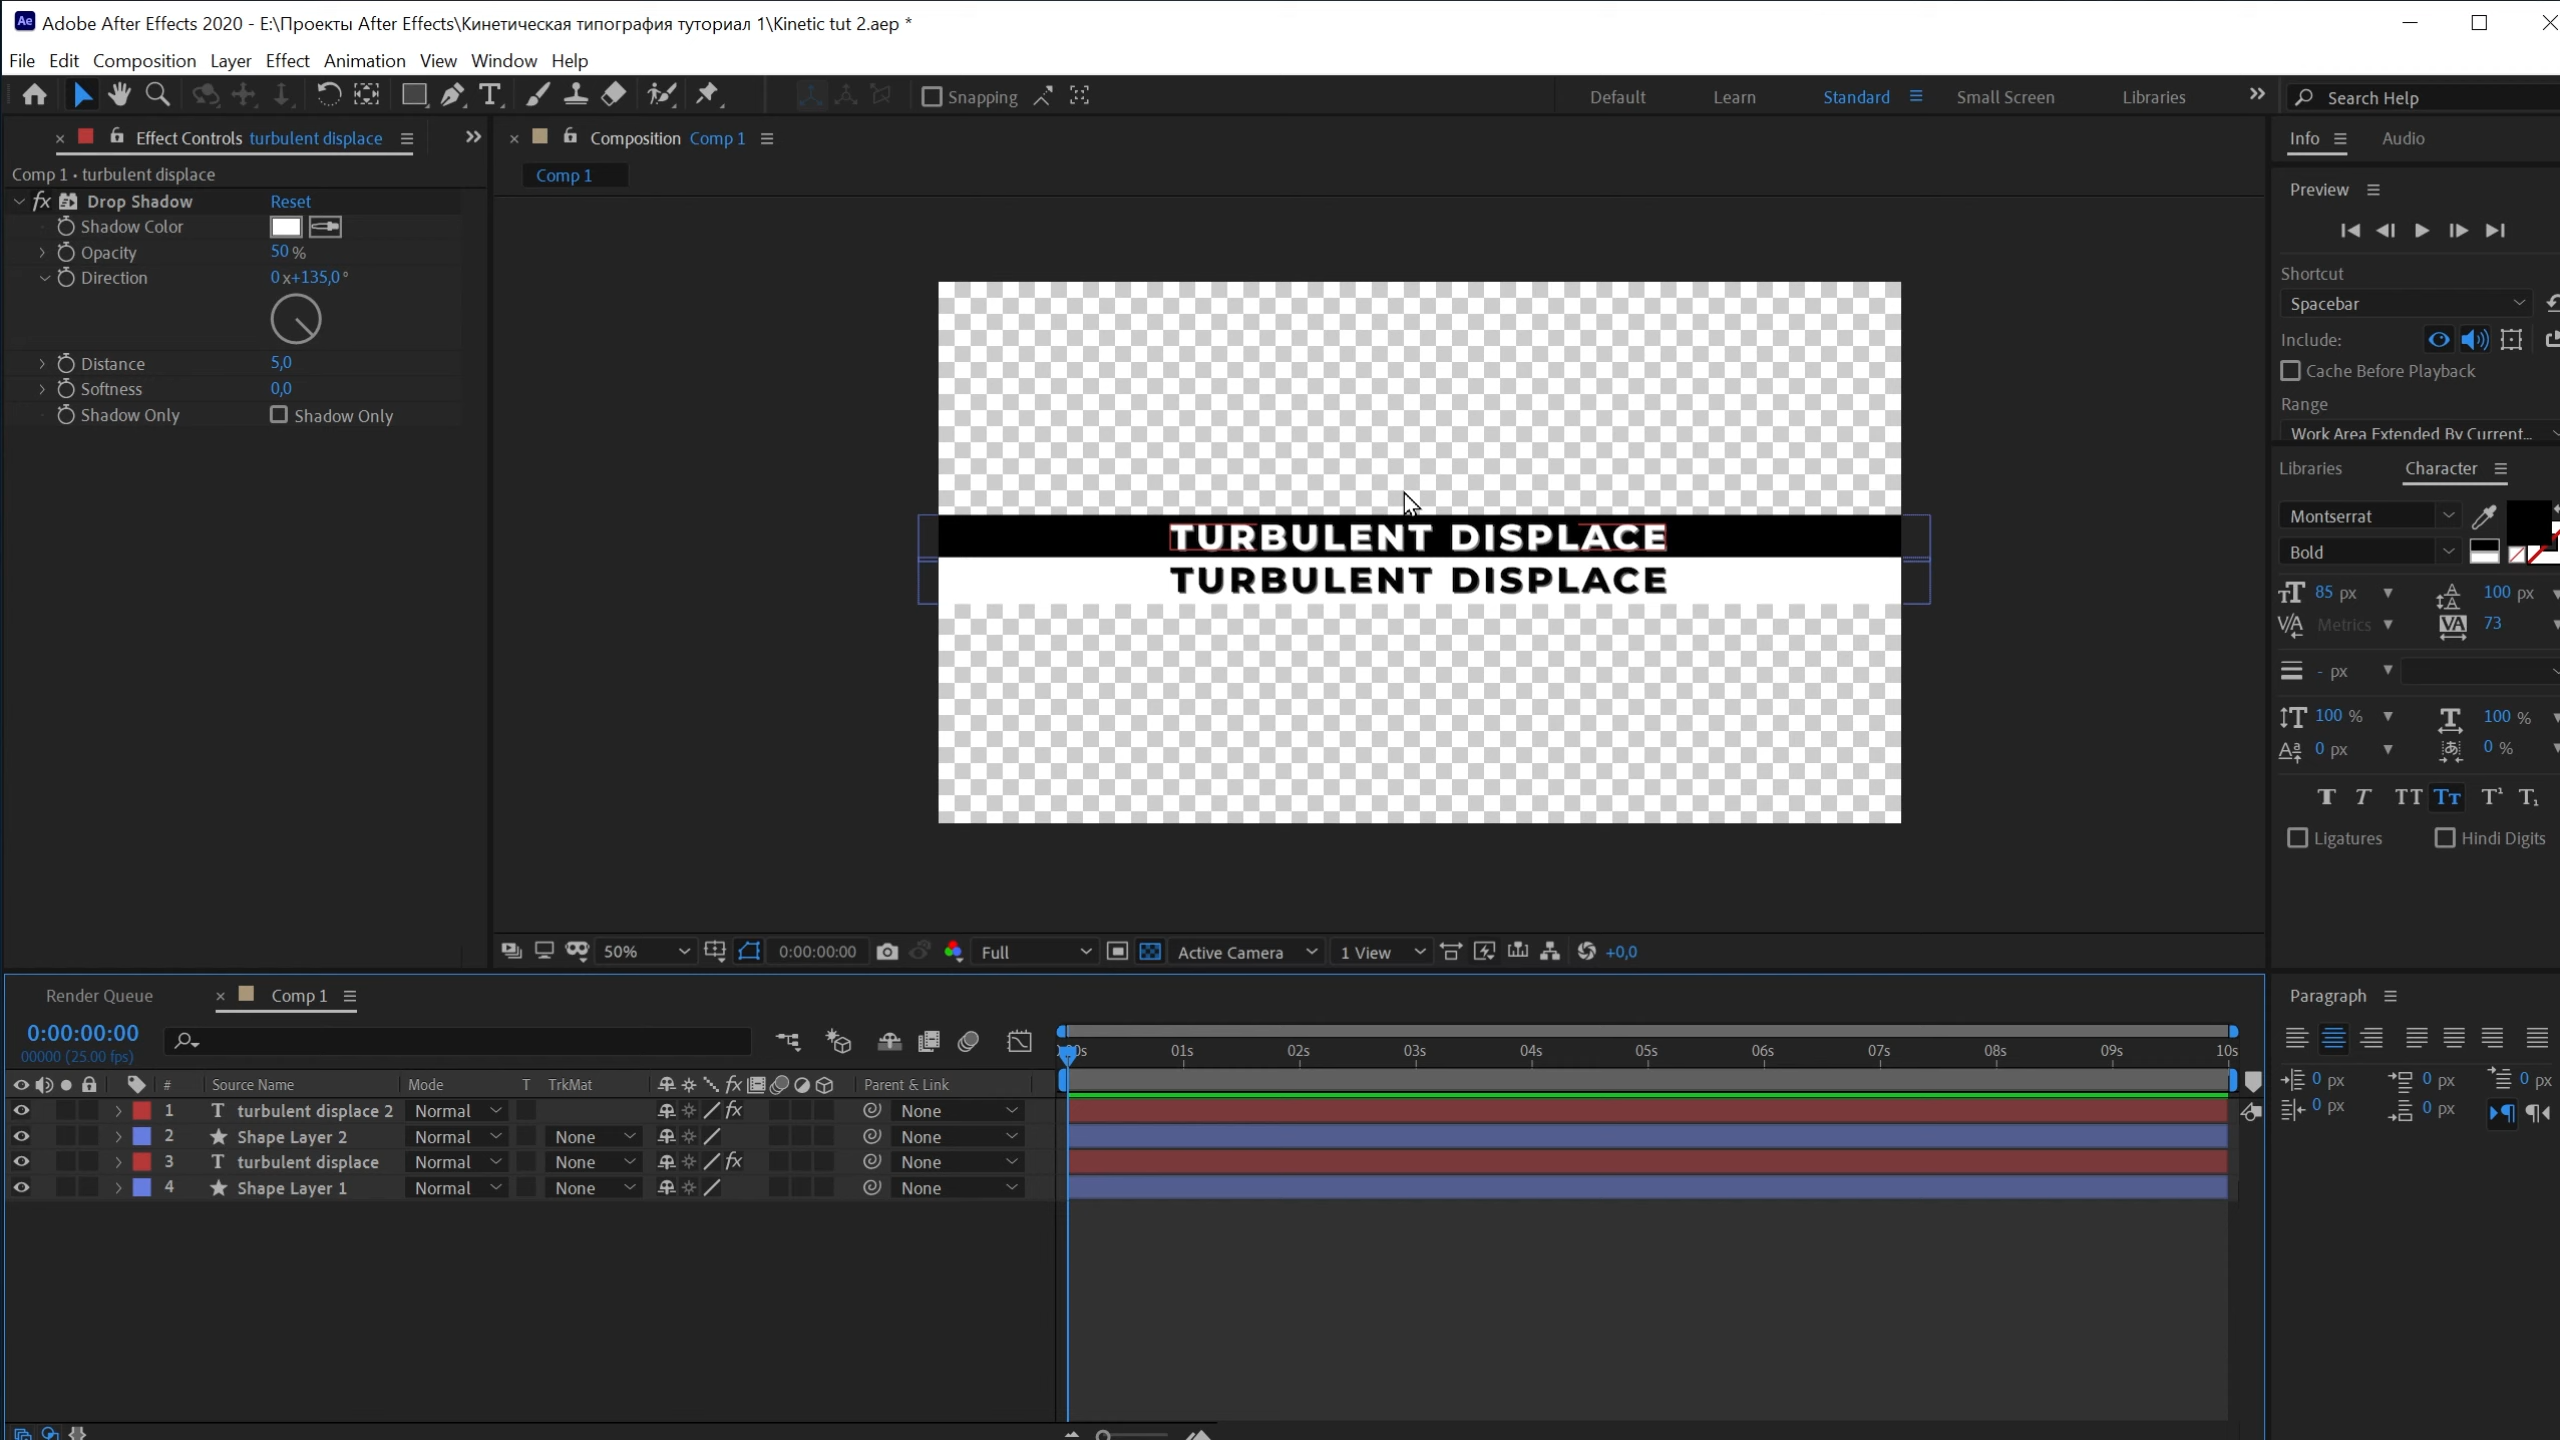 Adobe After Effects 2020 - E:\Проекты After Effects\Кинетическая типография туториал 1\Kinetic tut 2.aep *
File Edit Composition Layer Effect Animation View Window Help
Snapping Default Learn Standard Small Screen Libraries Search Help
Effect Controls turbulent displace
Comp 1 • turbulent displace
fx Drop Shadow Reset
Shadow Color
Opacity 50 %
Direction 0 x+135,0 °
Distance 5,0
Softness 0,0
Shadow Only Shadow Only
Composition Comp 1
Comp 1
TURBULENT DISPLACE
TURBULENT DISPLACE
50% 0:00:00:00 Full Active Camera 1 View +0,0
Info Audio
Preview
Shortcut
Spacebar
Include:
Cache Before Playback
Range
Work Area Extended By Current...
Libraries Character
Montserrat
Bold
85 px 100 px
Metrics 73
- px
100 % 100 %
0 px 0 %
Ligatures Hindi Digits
Render Queue Comp 1
0:00:00:00
00000 (25.00 fps)
01s 02s 03s 04s 05s 06s 07s 08s 09s 10s
# Source Name Mode T TrkMat Parent & Link
1 T turbulent displace 2 Normal fx None
2 Shape Layer 2 Normal None None
3 T turbulent displace Normal None fx None
4 Shape Layer 1 Normal None None
Paragraph
0 px 0 px 0 px
0 px 0 px